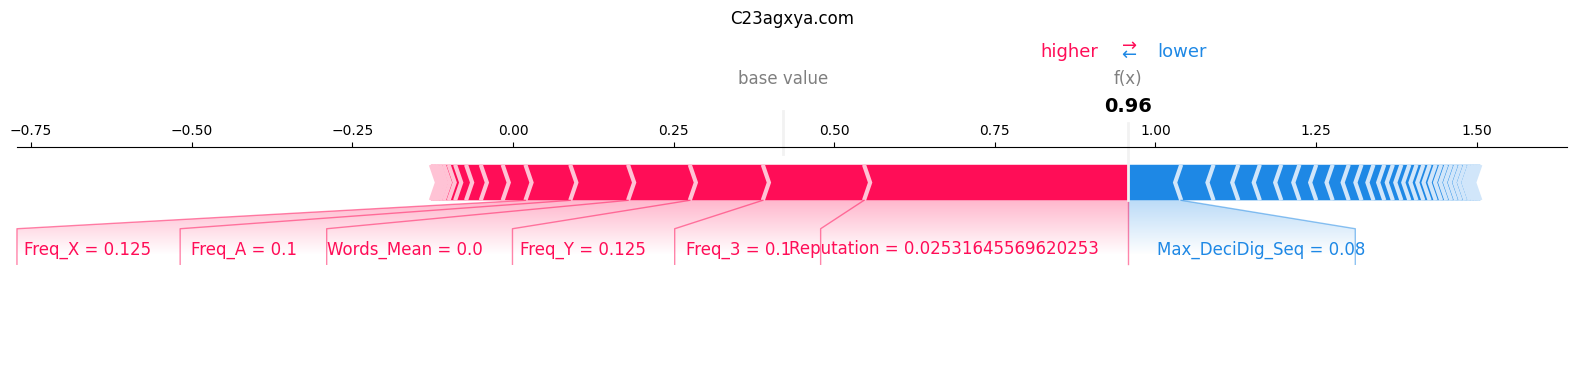 C23agxya.com
higher ⇄ lower
base value f(x)
0.96
−0.75 −0.50 −0.25 0.00 0.25 0.50 0.75 1.00 1.25 1.50
Freq_X = 0.125 Freq_A = 0.1 Words_Mean = 0.0 Freq_Y = 0.125 Freq_3 = 0.1 Reputation = 0.02531645569620253 Max_DeciDig_Seq = 0.08